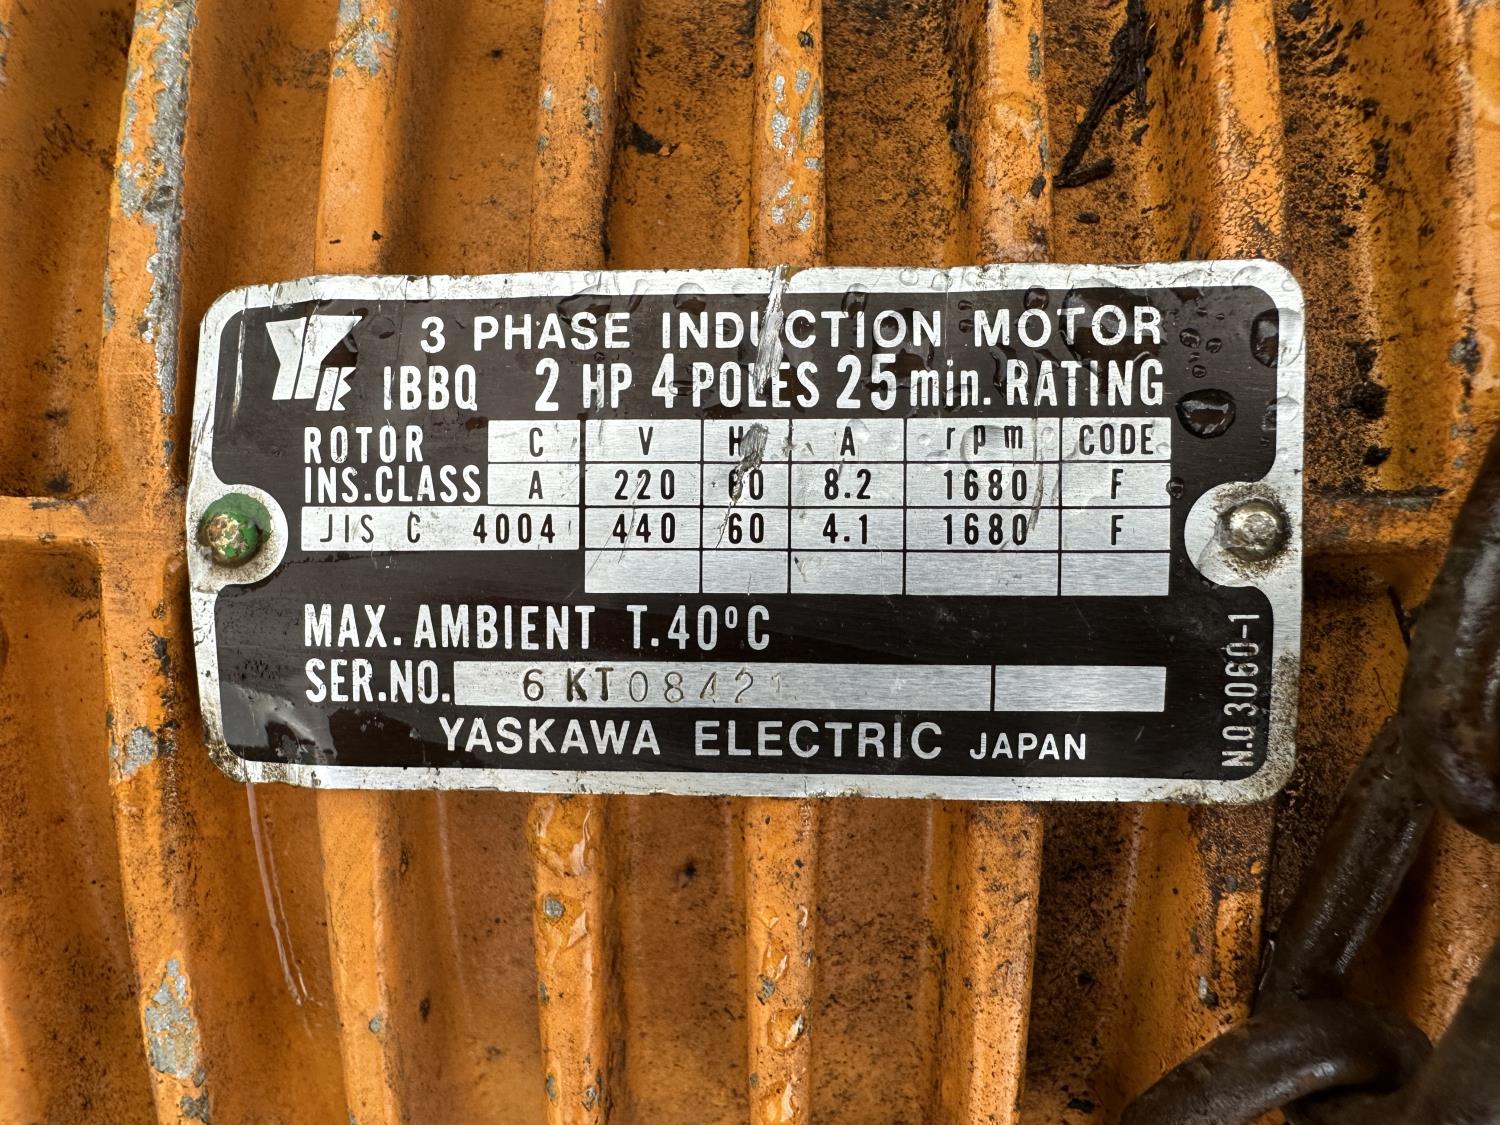 3 PHASE INDUCTION MOTOR
IBBQ 2 HP 4 POLES 25 min. RATING
ROTOR C V H A rpm CODE
INS.CLASS A 220 60 8.2 1680 F
JIS C 4004 440 60 4.1 1680 F
MAX. AMBIENT T. 40°C
SER.NO. 6KT08421
YASKAWA ELECTRIC JAPAN
N.03060-1